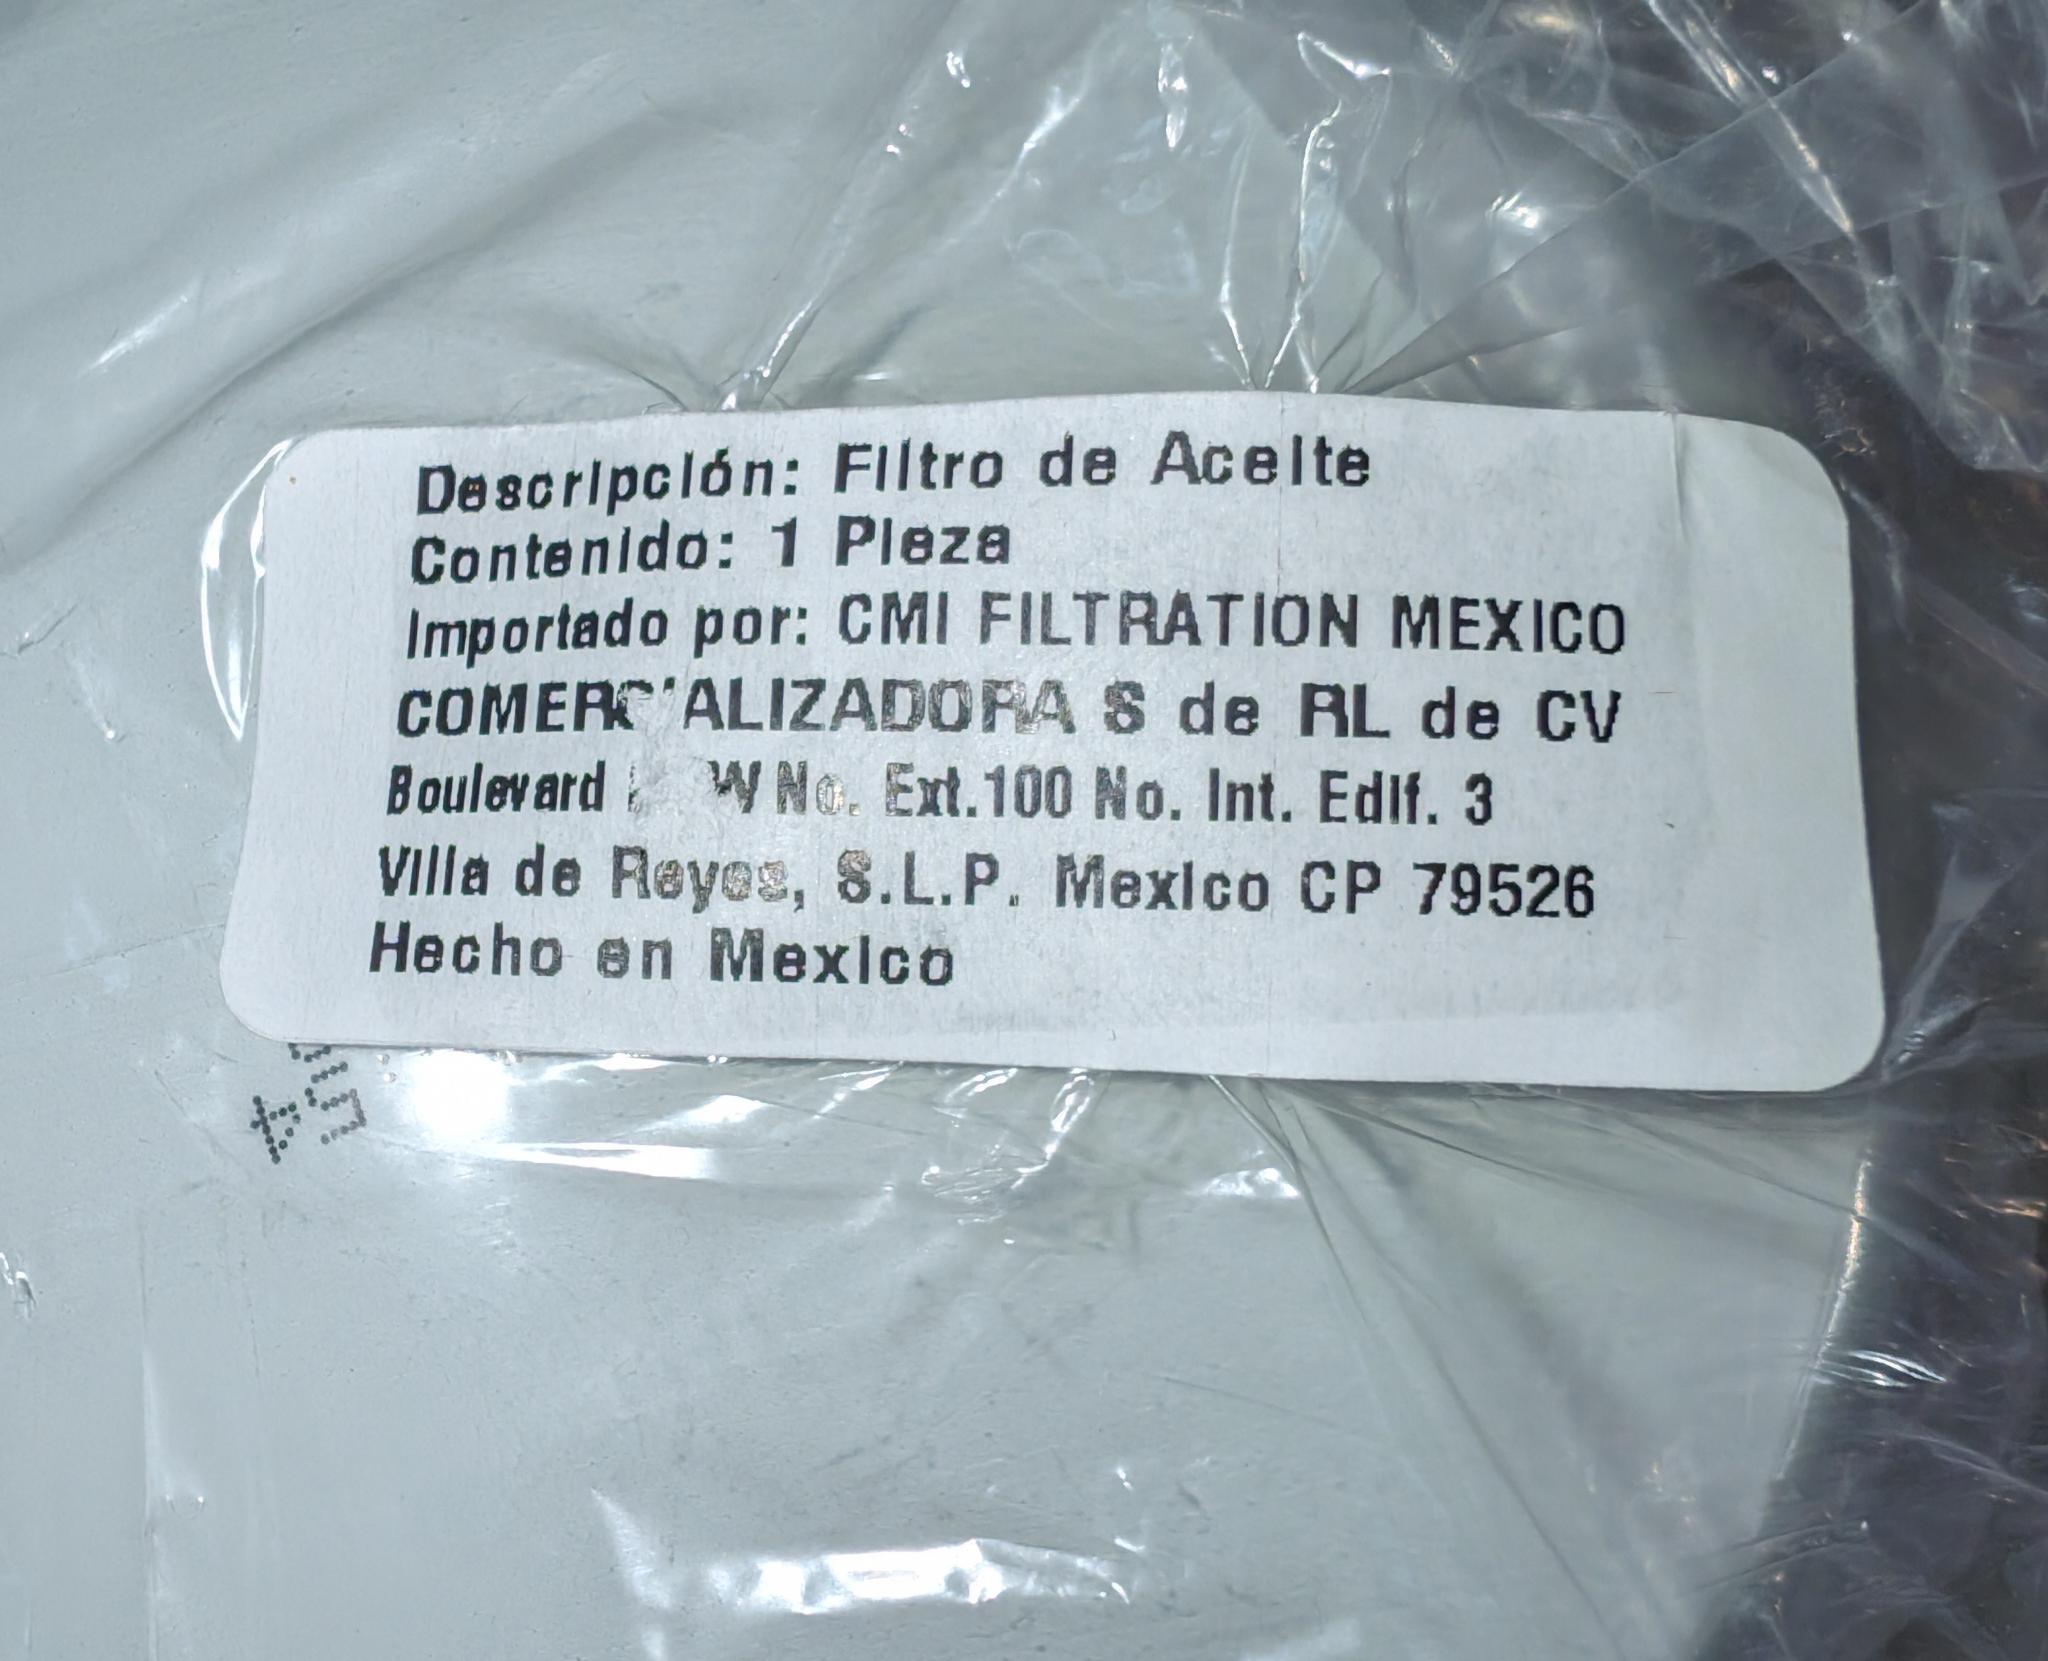 Descripción: Filtro de Aceite
Contenido: 1 Pieza
Importado por: CMI FILTRATION MEXICO
COMERCIALIZADORA S de RL de CV
Boulevard No. Ext.100 No. Int. Edif. 3
Villa de Reyes, S.L.P. Mexico CP 79526
Hecho en Mexico